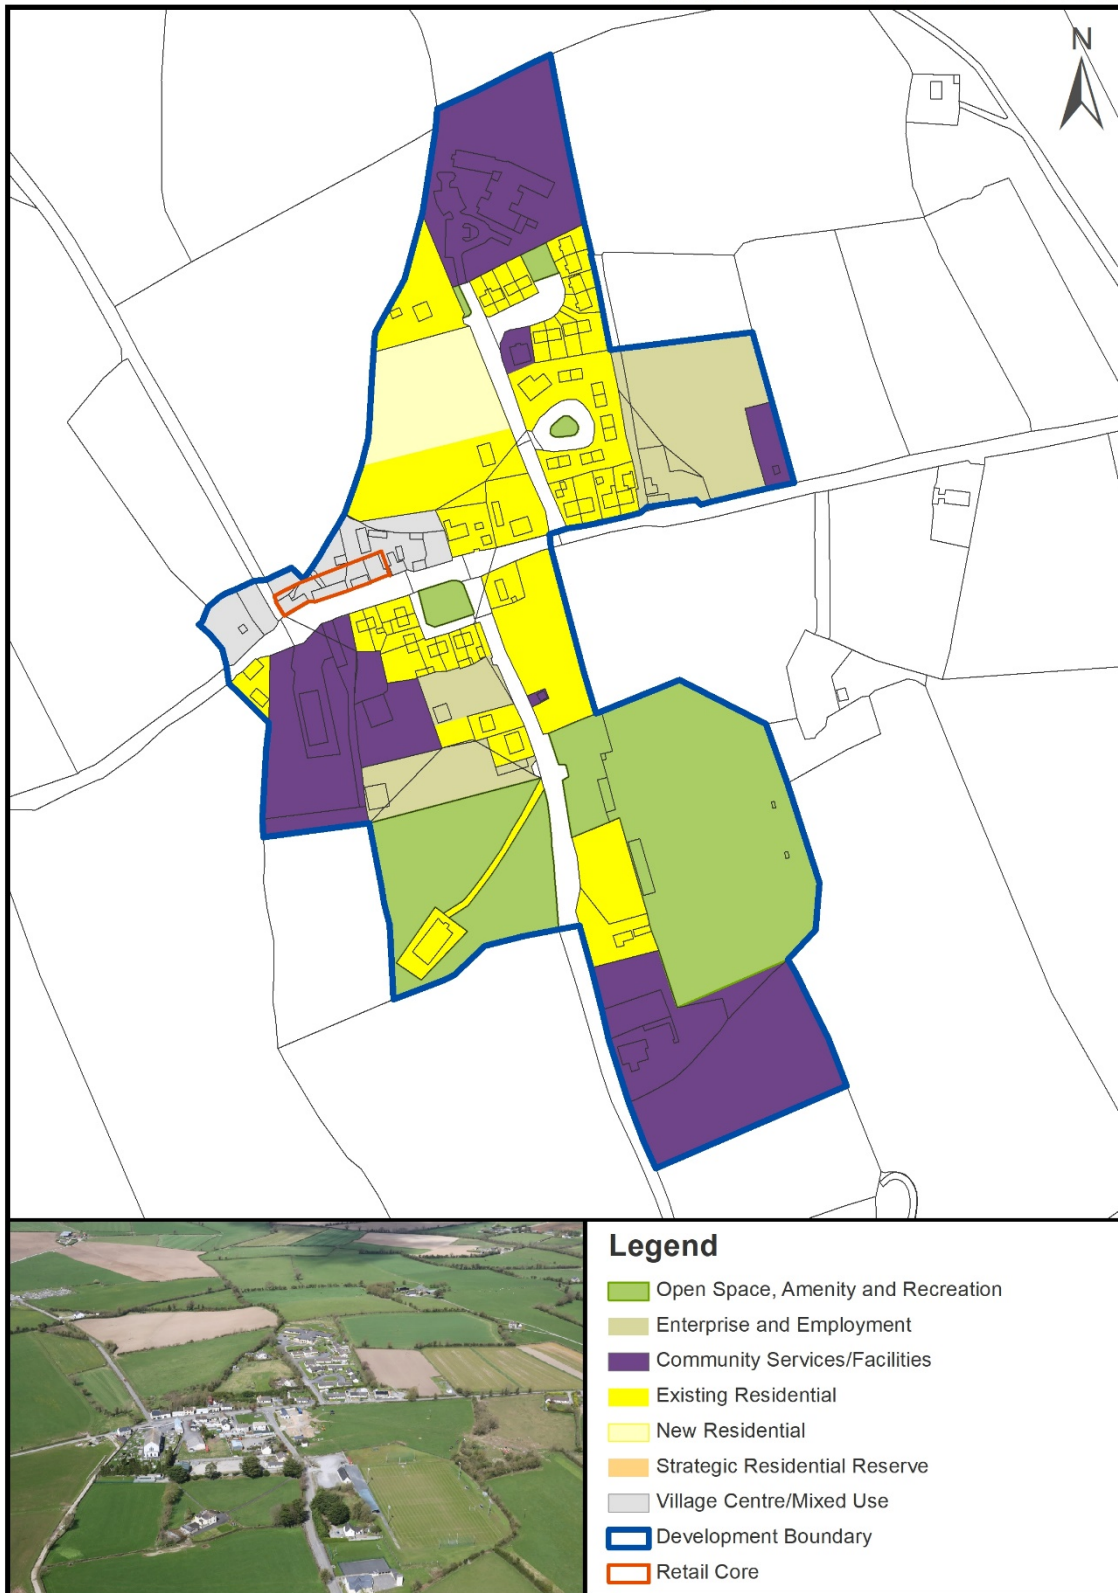 N
Legend
Open Space, Amenity and Recreation
Enterprise and Employment
Community Services/Facilities
Existing Residential
New Residential
Strategic Residential Reserve
Village Centre/Mixed Use
Development Boundary
Retail Core